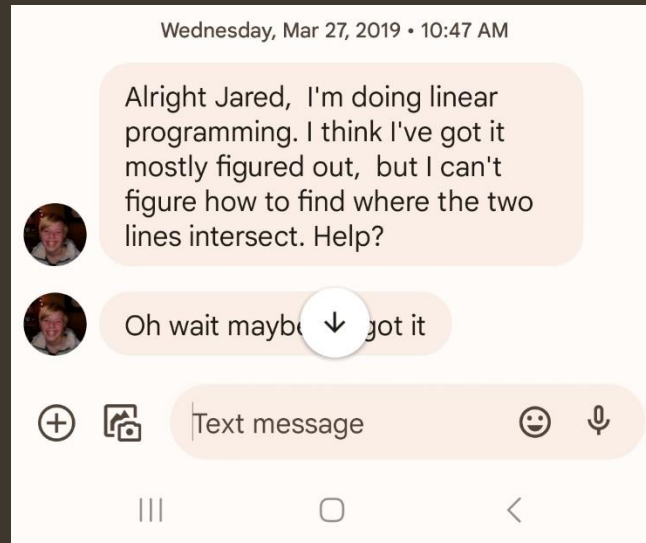 Wednesday, Mar 27, 2019 • 10:47 AM
Alright Jared, I'm doing linear
programming. I think I've got it
mostly figured out, but I can't
figure how to find where the two
lines intersect. Help?
Oh wait maybe got it
Text message